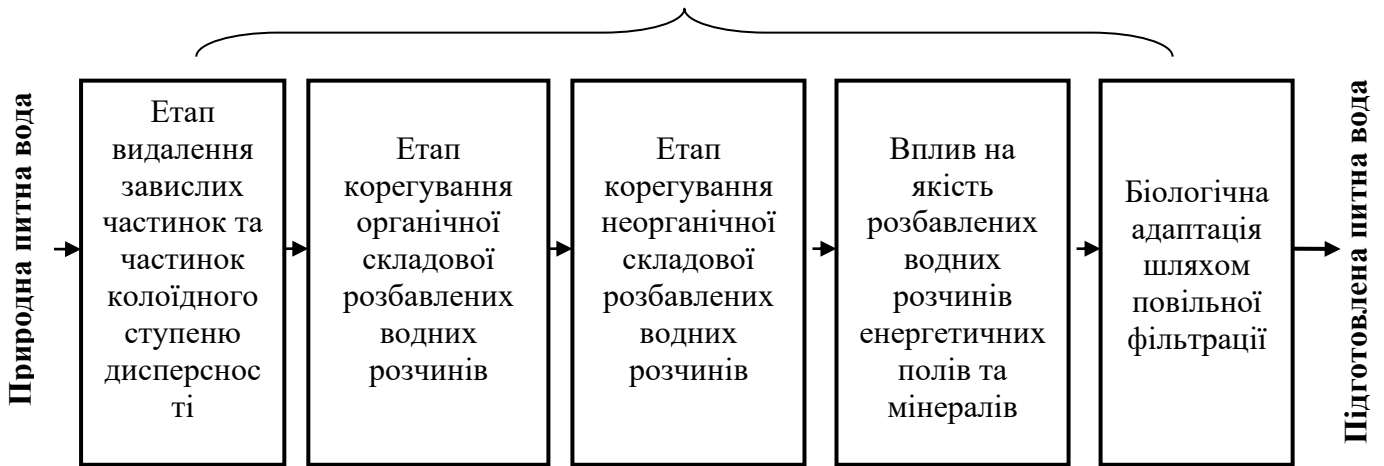 Природна питна вода
Етап
видалення
завислих
частинок та
частинок
колоїдного
ступеню
дисперснос
ті
Етап
корегування
органічної
складової
розбавлених
водних
розчинів
Етап
корегування
неорганічної
складової
розбавлених
водних
розчинів
Вплив на
якість
розбавлених
водних
розчинів
енергетичних
полів та
мінералів
Біологічна
адаптація
шляхом
повільної
фільтрації
Підготовлена питна вода